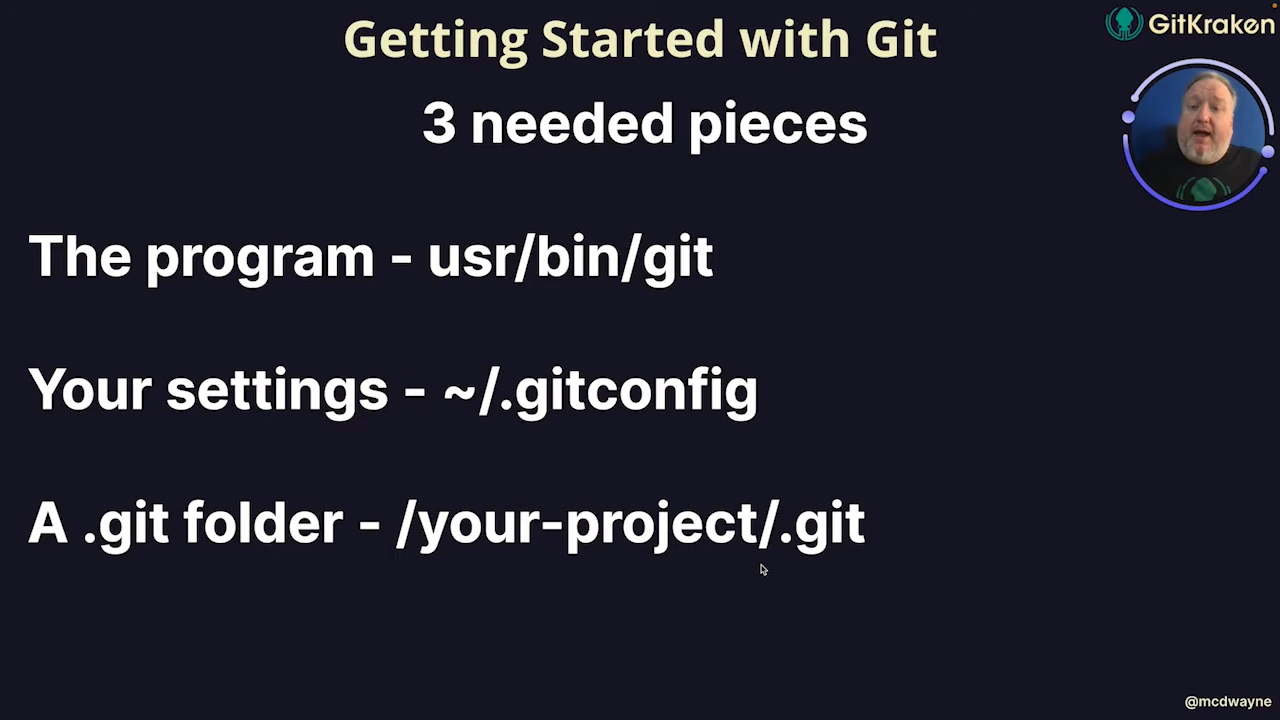 Getting Started with Git
GitKraken
3 needed pieces
The program - usr/bin/git
Your settings - ~/.gitconfig
A .git folder - /your-project/.git
@mcdwayne